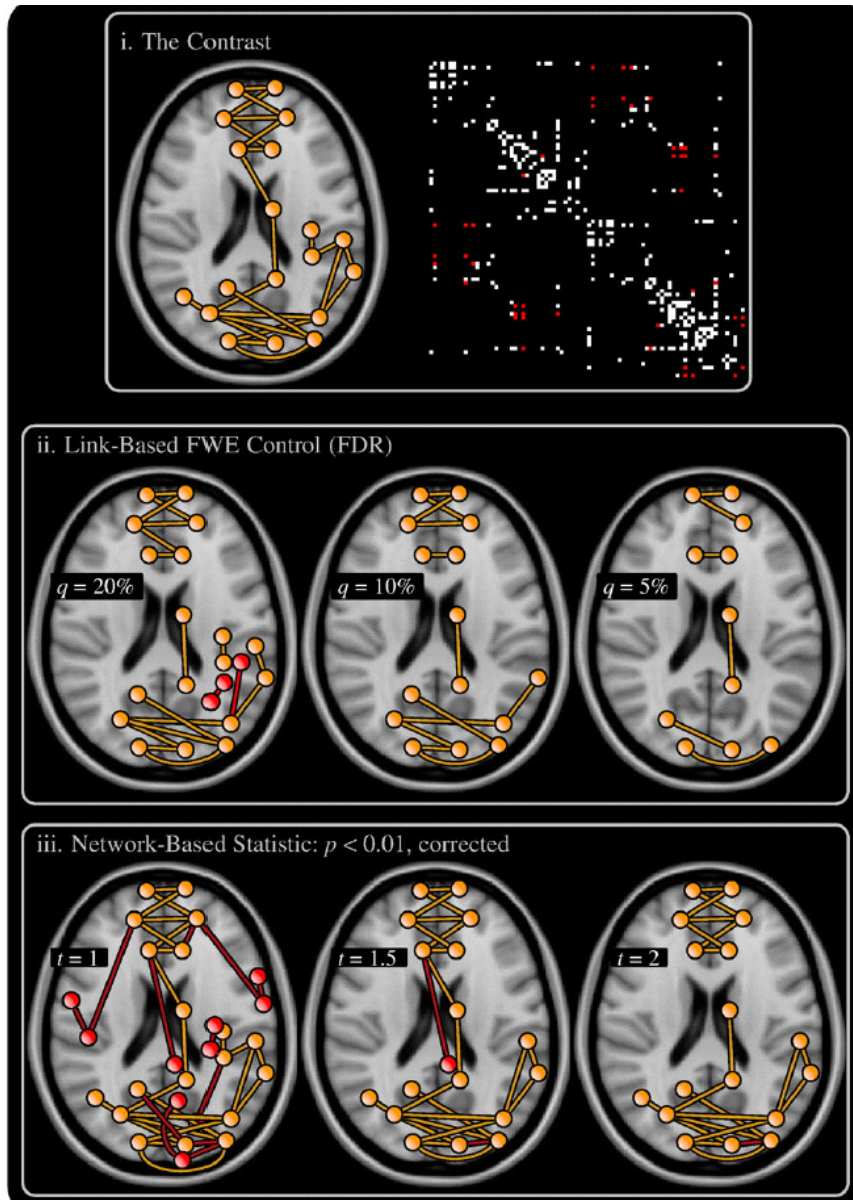 i. The Contrast
ii. Link-Based FWE Control (FDR)
q = 20%
q = 10%
q = 5%
iii. Network-Based Statistic: p < 0.01, corrected
t = 1
t = 1.5
t = 2